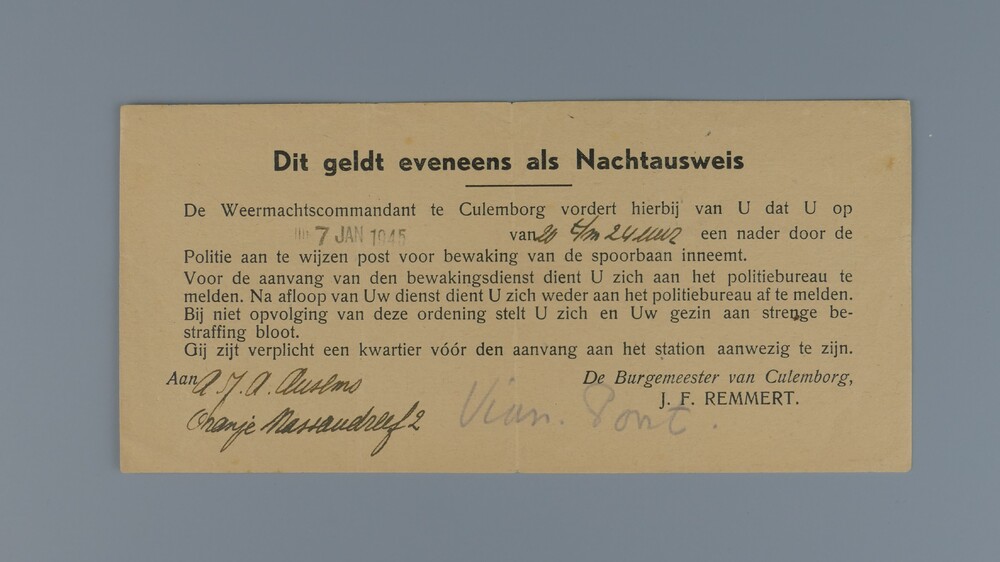 Dit geldt eveneens als Nachtausweis
De Weermachtscommandant te Culemborg vordert hierbij van U dat U op
7 JAN 1945 van 20 t/m 24 uur een nader door de
Politie aan te wijzen post voor bewaking van de spoorbaan inneemt.
Voor de aanvang van den bewakingsdienst dient U zich aan het politiebureau te
melden. Na afloop van Uw dienst dient U zich weder aan het politiebureau af te melden.
Bij niet opvolging van deze ordening stelt U zich en Uw gezin aan strenge be-
straffing bloot.
Gij zijt verplicht een kwartier vóór den aanvang aan het station aanwezig te zijn.
Aan A. J. A. Ausems
Oranje Nassaudreef 2
Vian. Pont.
De Burgemeester van Culemborg,
J. F. REMMERT.